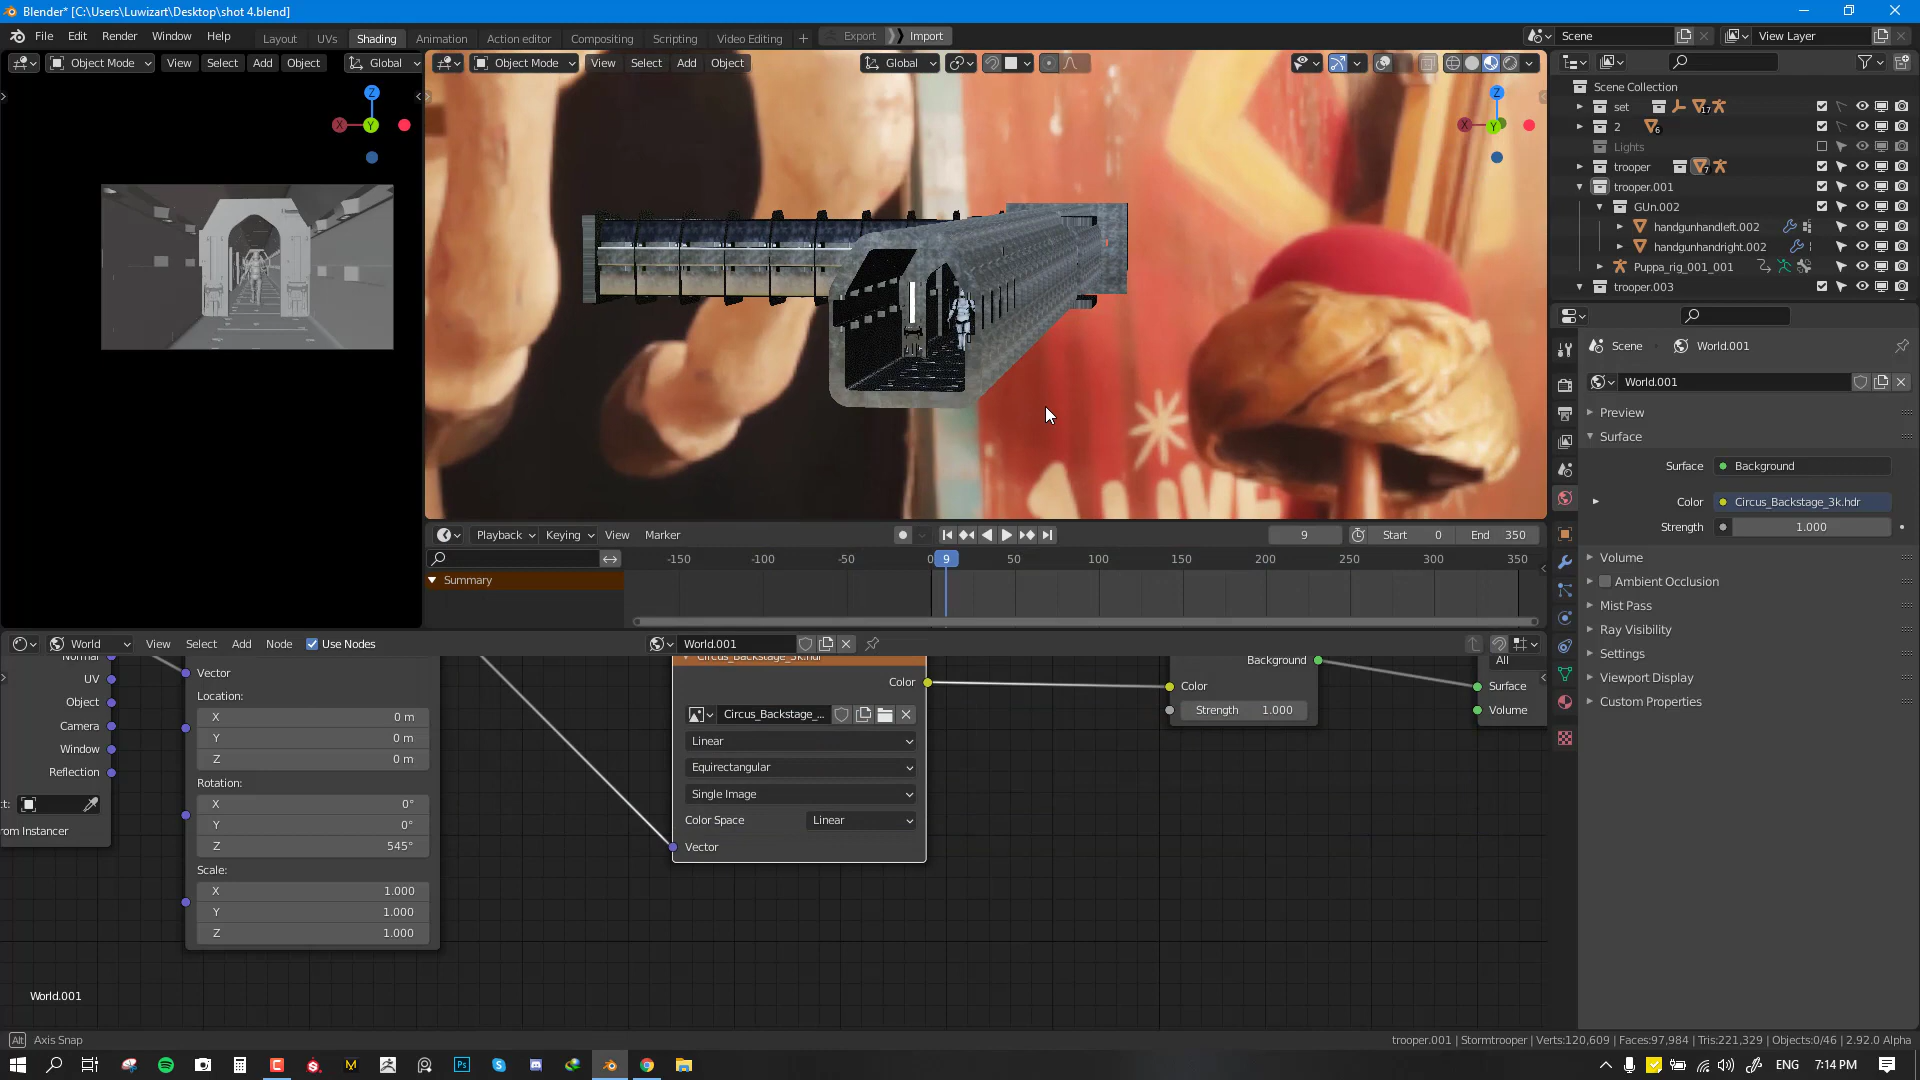 Blender* [C:\Users\Luwizart\Desktop\shot 4.blend]
File Edit Render Window Help Layout UVs Shading Animation Action editor Compositing Scripting Video Editing + Export Import Scene View Layer
Object Mode View Select Add Object Global
Object Mode View Select Add Object Global
Z
X
Y
Z
X
Y
Scene Collection
set 17
2 6
Lights
trooper 7
trooper.001
GUn.002
handgunhandleft.002
handgunhandright.002
Puppa_rig_001_001
trooper.003
Scene World.001
World.001
Preview
Surface
Surface Background
Color Circus_Backstage_3k.hdr
Strength 1.000
Volume
Ambient Occlusion
Mist Pass
Ray Visibility
Settings
Viewport Display
Custom Properties
Playback Keying View Marker 9 Start 0 End 350
-150 -100 -50 0 9 50 100 150 200 250 300 350
Summary
World View Select Add Node Use Nodes World.001
Normal
UV
Object
Camera
Window
Reflection
ct:
rom Instancer
Vector
Location:
X 0 m
Y 0 m
Z 0 m
Rotation:
X 0°
Y 0°
Z 545°
Scale:
X 1.000
Y 1.000
Z 1.000
Circus_Backstage_3k.hdr
Color
Circus_Backstage_...
Linear
Equirectangular
Single Image
Color Space Linear
Vector
Background
Color
Strength 1.000
All
Surface
Volume
World.001
Alt Axis Snap
trooper.001 | Stormtrooper | Verts:120,609 | Faces:97,984 | Tris:221,329 | Objects:0/46 | 2.92.0 Alpha
ENG 7:14 PM